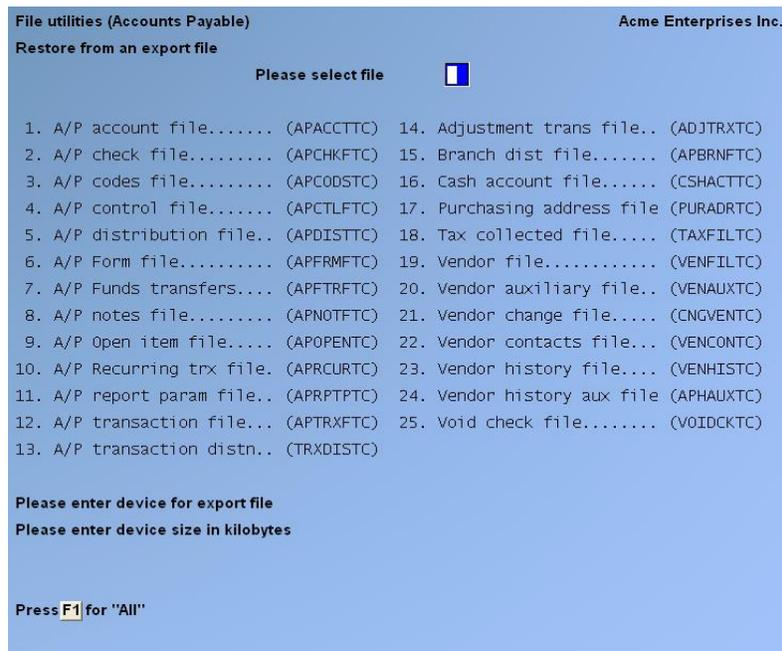 File utilities (Accounts Payable) Acme Enterprises Inc.
Restore from an export file
Please select file
1. A/P account file....... (APACCTTC) 14. Adjustment trans file.. (ADJTRXTC)
2. A/P check file......... (APCHKFTC) 15. Branch dist file....... (APBRNFTC)
3. A/P codes file......... (APCODSTC) 16. Cash account file...... (CSHACTTC)
4. A/P control file....... (APCTLFTC) 17. Purchasing address file (PURADRTC)
5. A/P distribution file.. (APDISTTC) 18. Tax collected file..... (TAXFILTC)
6. A/P Form file.......... (APFRMFTC) 19. Vendor file............ (VENFILTC)
7. A/P Funds transfers.... (APFTRFTC) 20. Vendor auxiliary file.. (VENAUXTC)
8. A/P notes file......... (APNOTFTC) 21. Vendor change file..... (CNGVENTC)
9. A/P Open item file..... (APOPENTC) 22. Vendor contacts file... (VENCONTC)
10. A/P Recurring trx file. (APRCURTC) 23. Vendor history file.... (VENHISTC)
11. A/P report param file.. (APRPTPTC) 24. Vendor history aux file (APHAUXTC)
12. A/P transaction file... (APTRXFTC) 25. Void check file........ (VOIDCKTC)
13. A/P transaction distn.. (TRXDISTC)
Please enter device for export file
Please enter device size in kilobytes
Press F1 for "All"